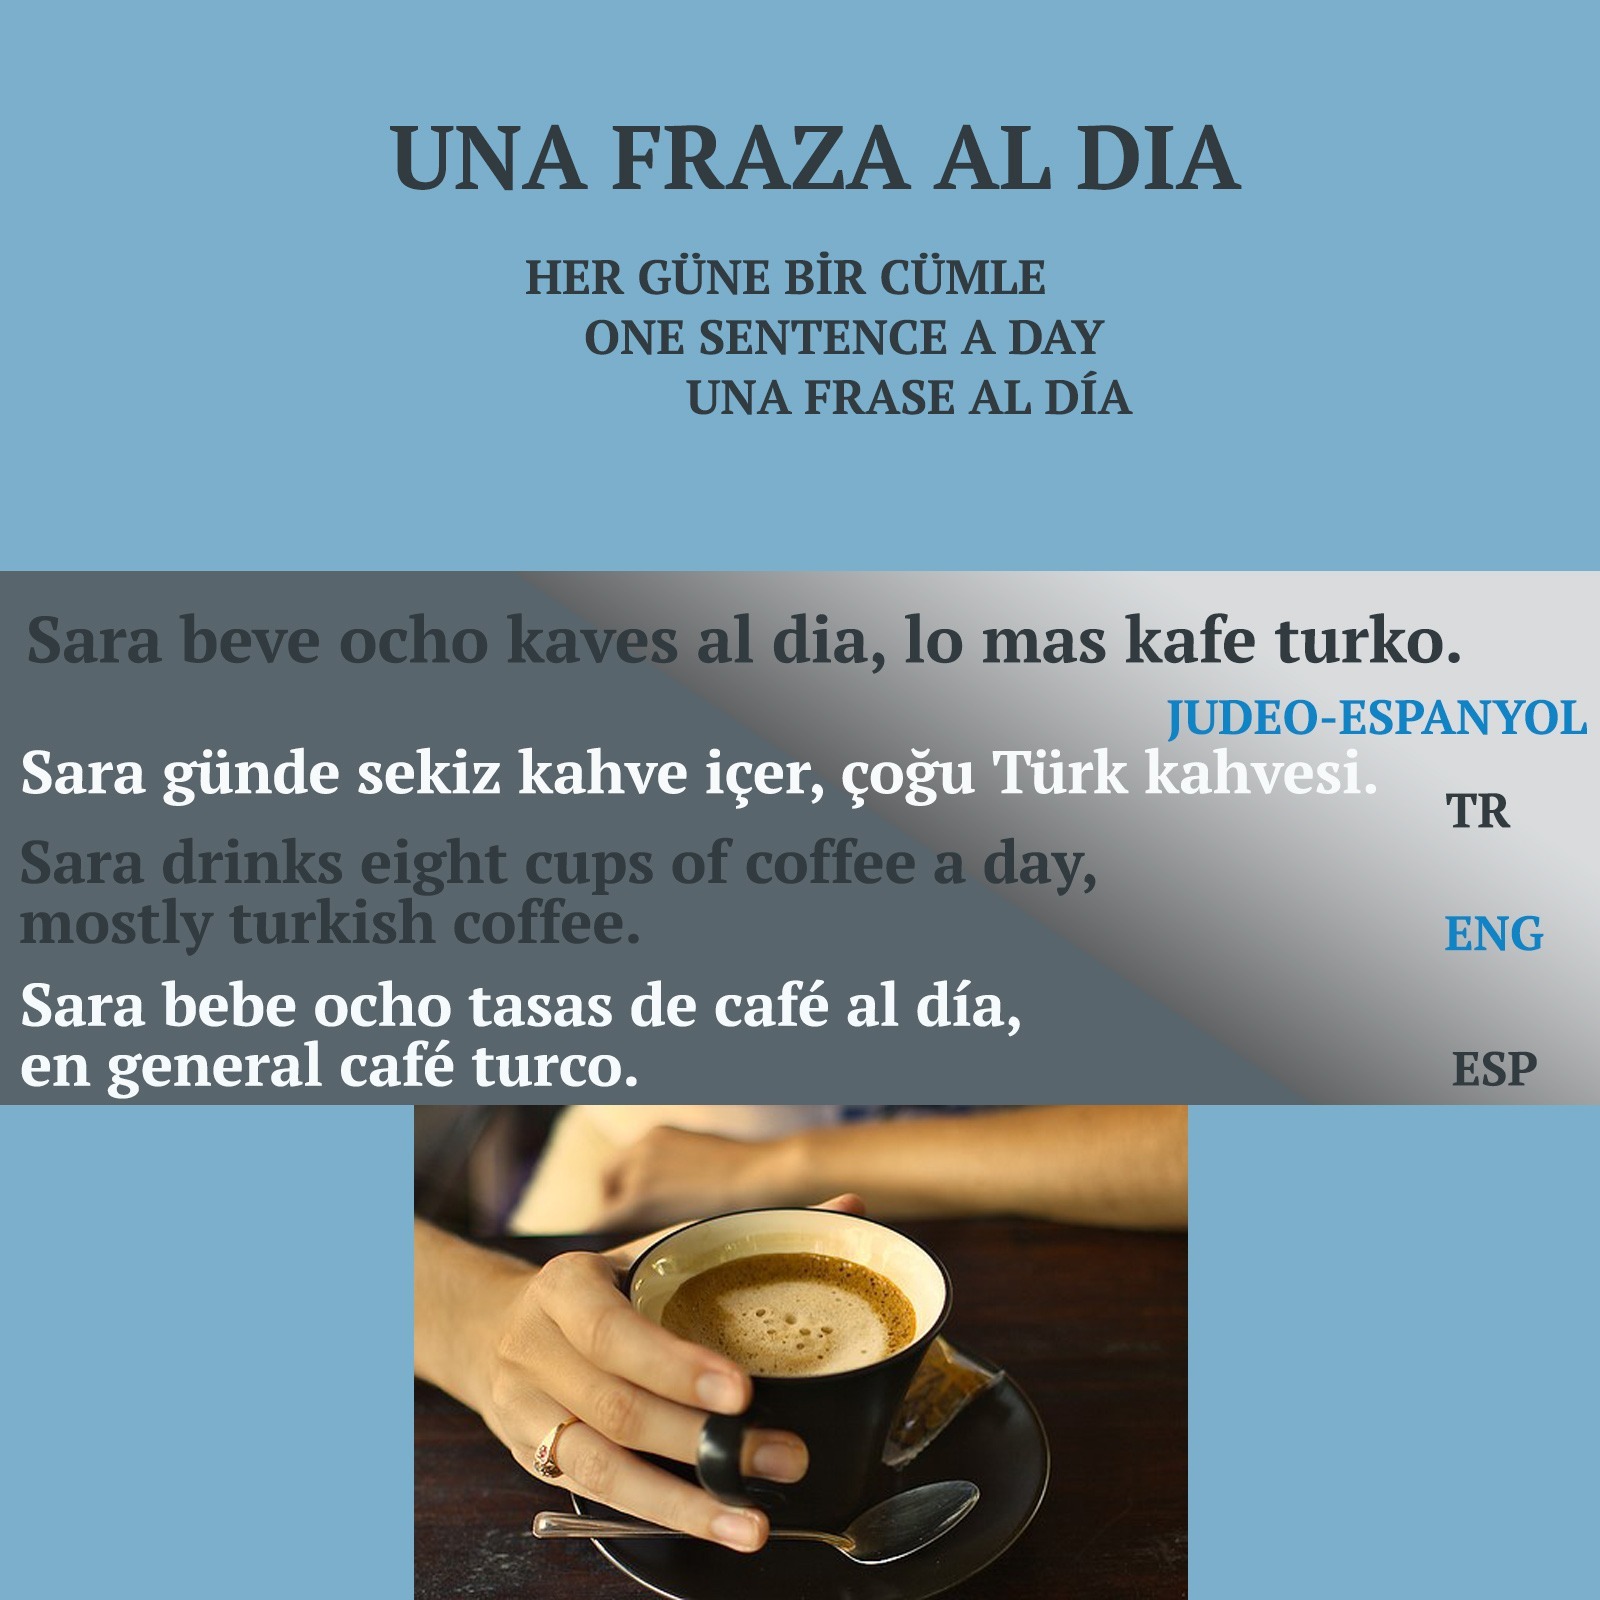 UNA FRAZA AL DIA
HER GÜNE BİR CÜMLE
ONE SENTENCE A DAY
UNA FRASE AL DÍA
Sara beve ocho kaves al dia, lo mas kafe turko.
JUDEO-ESPANYOL
Sara günde sekiz kahve içer, çoğu Türk kahvesi.
TR
Sara drinks eight cups of coffee a day,
mostly turkish coffee.
ENG
Sara bebe ocho tasas de café al día,
en general café turco.
ESP